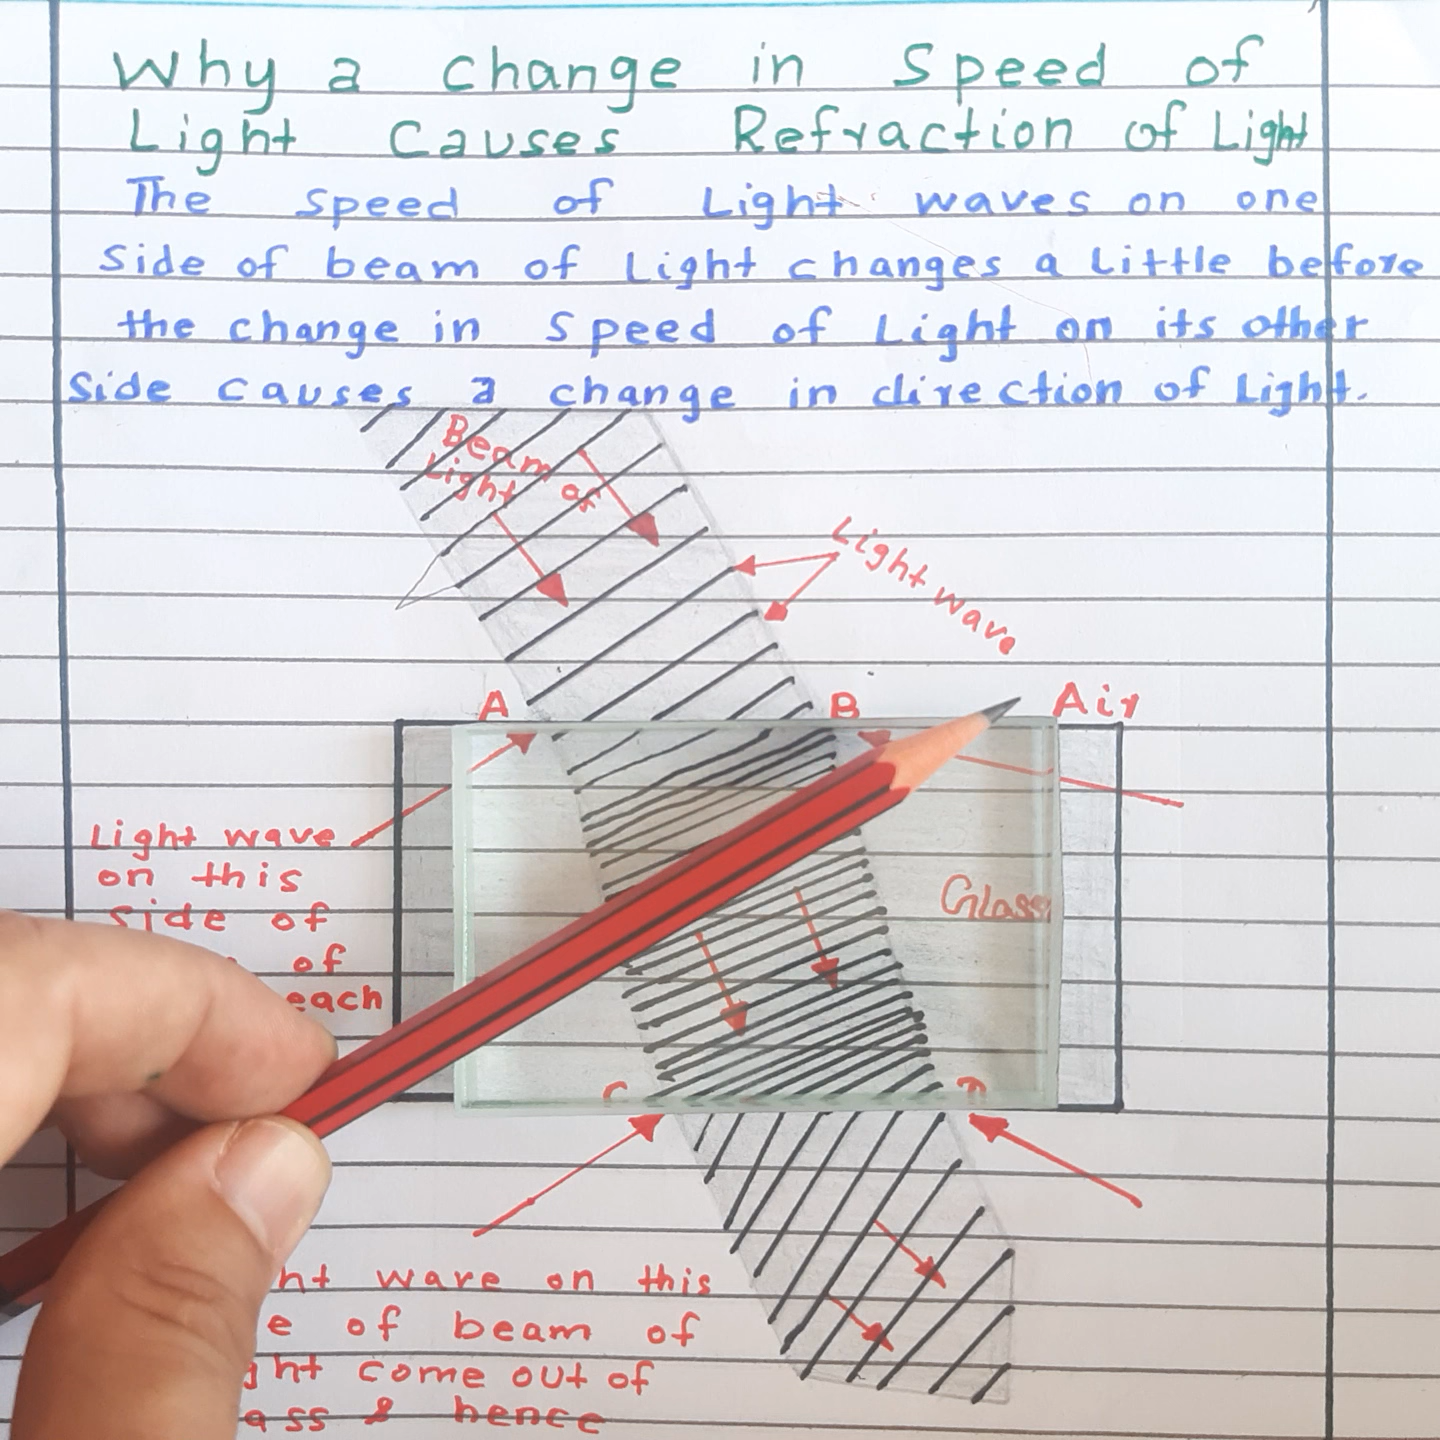 Why a change in Speed of
Light Causes Refraction of Light
The speed of Light waves on one
Side of beam of Light changes a little before
the change in speed of Light on its other
Side causes a change in direction of Light.
Beam of
Light
Light wave
A
B
Air
Light wave
on this
side of
of
each
Glass
C
D
wave on this
of beam of
come out of
& hence